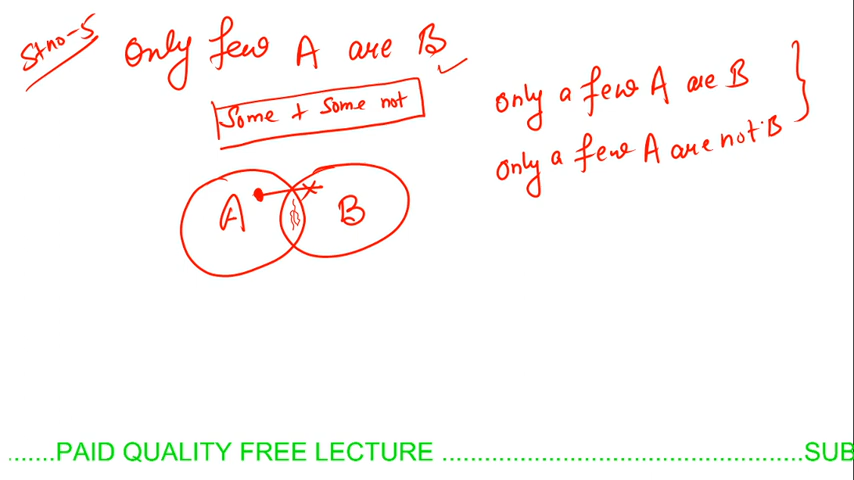 Stno-5
Only few A are B
Some + Some not
A
B
only a few A are B
only a few A are not B
......PAID QUALITY FREE LECTURE ..................................................SUB